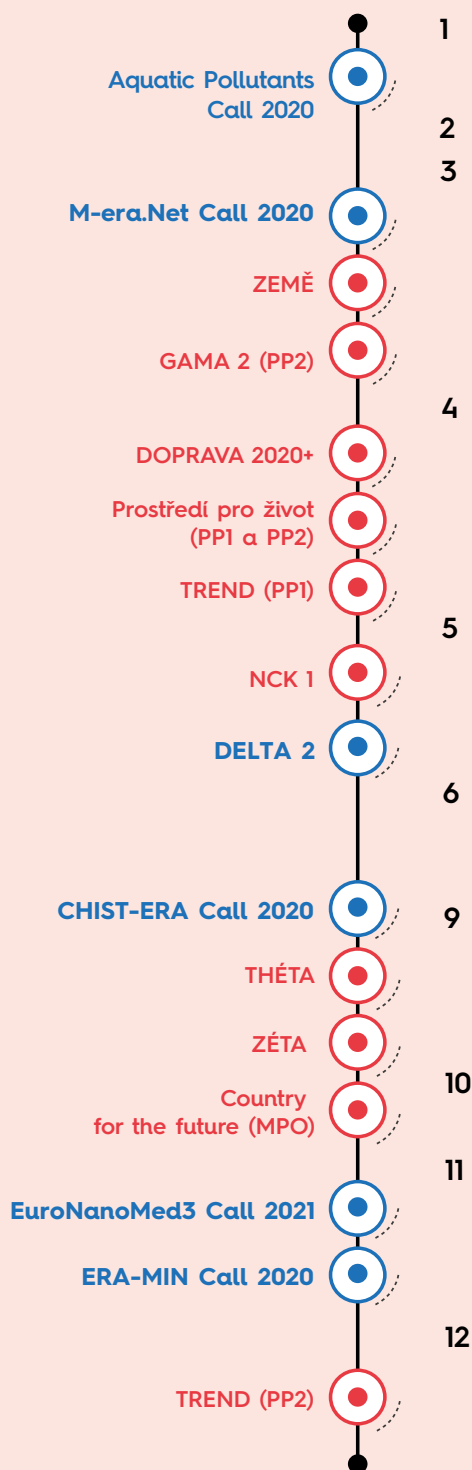 1
Aquatic Pollutants
Call 2020
2
3
M-era.Net Call 2020
ZEMĚ
GAMA 2 (PP2)
4
DOPRAVA 2020+
Prostředí pro život
(PP1 a PP2)
TREND (PP1)
5
NCK 1
DELTA 2
6
CHIST-ERA Call 2020
9
THÉTA
ZÉTA
10
Country
for the future (MPO)
11
EuroNanoMed3 Call 2021
ERA-MIN Call 2020
12
TREND (PP2)